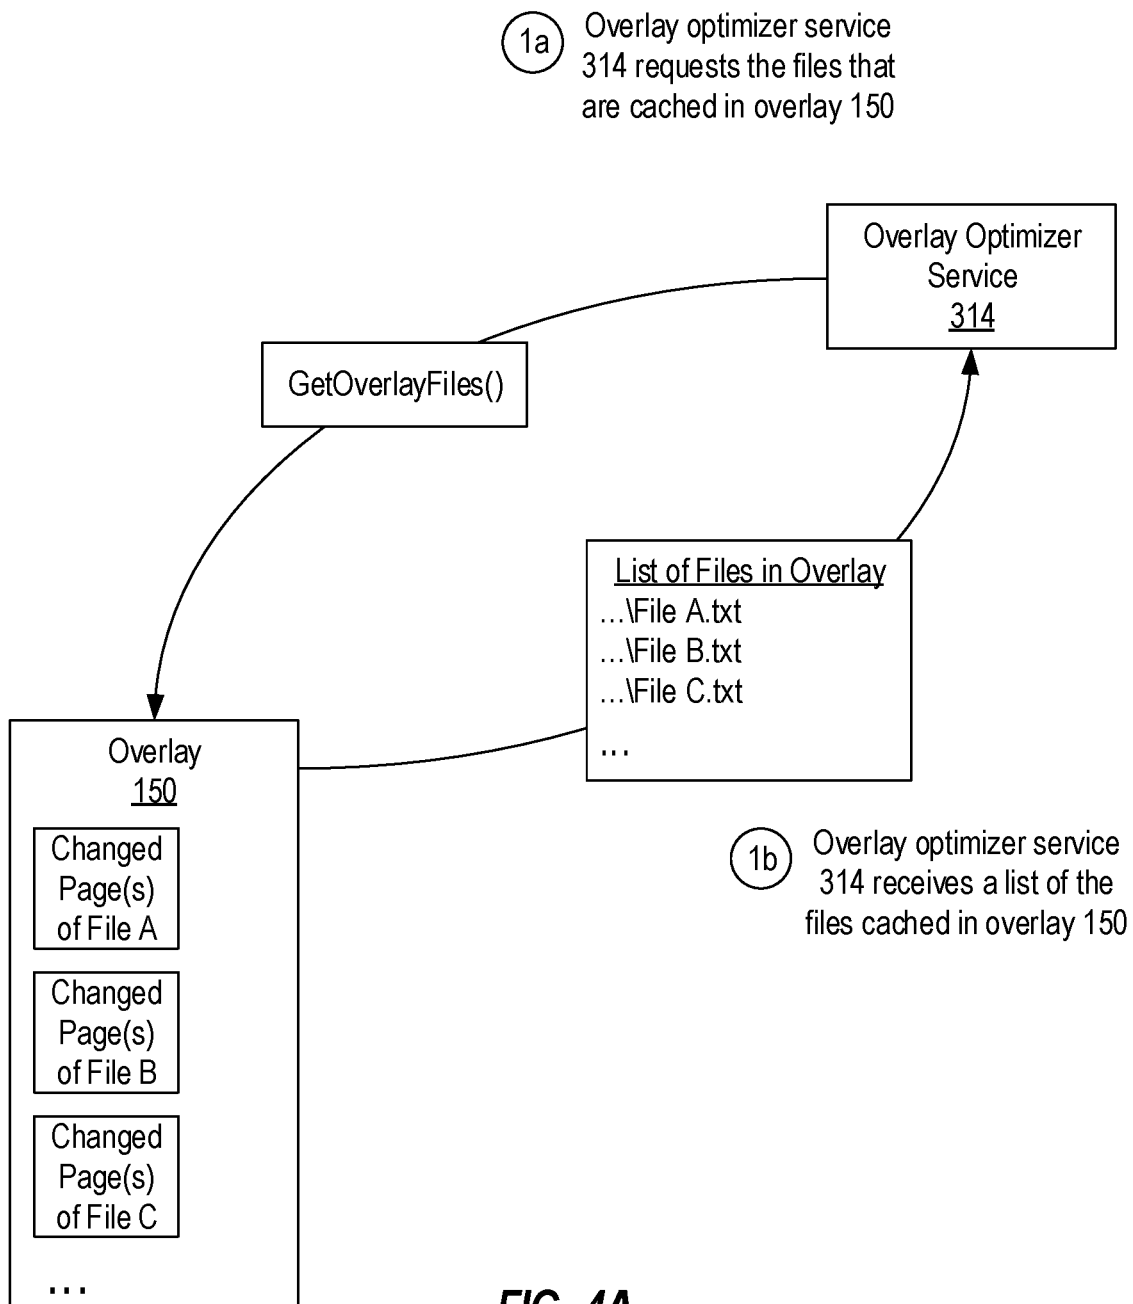 1a
Overlay optimizer service
314 requests the files that
are cached in overlay 150
Overlay Optimizer
Service
314
GetOverlayFiles()
List of Files in Overlay
...\File A.txt
...\File B.txt
...\File C.txt
...
Overlay
150
Changed
Page(s)
of File A
Changed
Page(s)
of File B
Changed
Page(s)
of File C
...
1b
Overlay optimizer service
314 receives a list of the
files cached in overlay 150
FIG. 4A